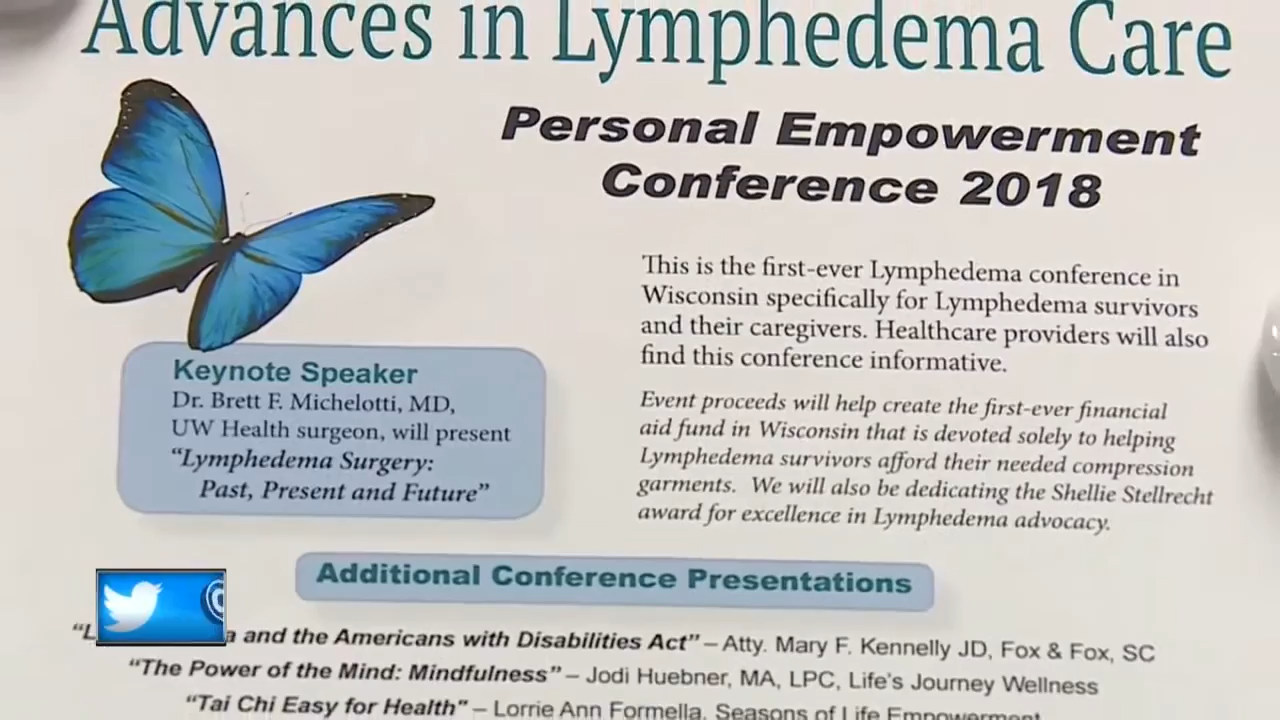 Advances in Lymphedema Care
Personal Empowerment
Conference 2018
This is the first-ever Lymphedema conference in
Wisconsin specifically for Lymphedema survivors
and their caregivers. Healthcare providers will also
find this conference informative.
Event proceeds will help create the first-ever financial
aid fund in Wisconsin that is devoted solely to helping
Lymphedema survivors afford their needed compression
garments. We will also be dedicating the Shellie Stellrecht
award for excellence in Lymphedema advocacy.
Keynote Speaker
Dr. Brett F. Michelotti, MD,
UW Health surgeon, will present
“Lymphedema Surgery:
Past, Present and Future”
Additional Conference Presentations
and the Americans with Disabilities Act” – Atty. Mary F. Kennelly JD, Fox & Fox, SC
“The Power of the Mind: Mindfulness” – Jodi Huebner, MA, LPC, Life's Journey Wellness
“Tai Chi Easy for Health” – Lorrie Ann Formella, Seasons of Life Empowerment